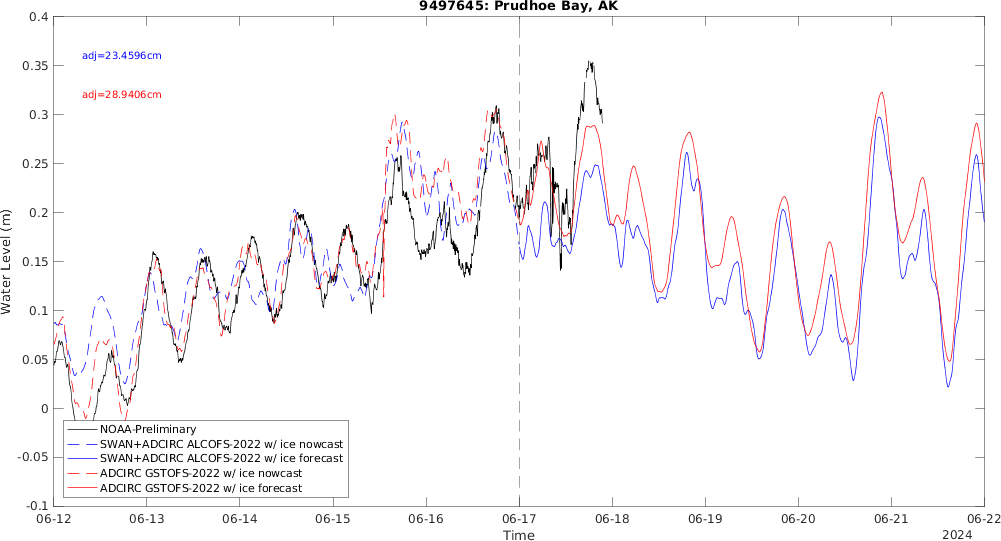 9497645: Prudhoe Bay, AK
adj=23.4596cm
adj=28.9406cm
Water Level (m)
0.4
0.35
0.3
0.25
0.2
0.15
0.1
0.05
0
-0.05
-0.1
NOAA-Preliminary
SWAN+ADCIRC ALCOFS-2022 w/ ice nowcast
SWAN+ADCIRC ALCOFS-2022 w/ ice forecast
ADCIRC GSTOFS-2022 w/ ice nowcast
ADCIRC GSTOFS-2022 w/ ice forecast
06-12 06-13 06-14 06-15 06-16 06-17 06-18 06-19 06-20 06-21 06-22
Time
2024